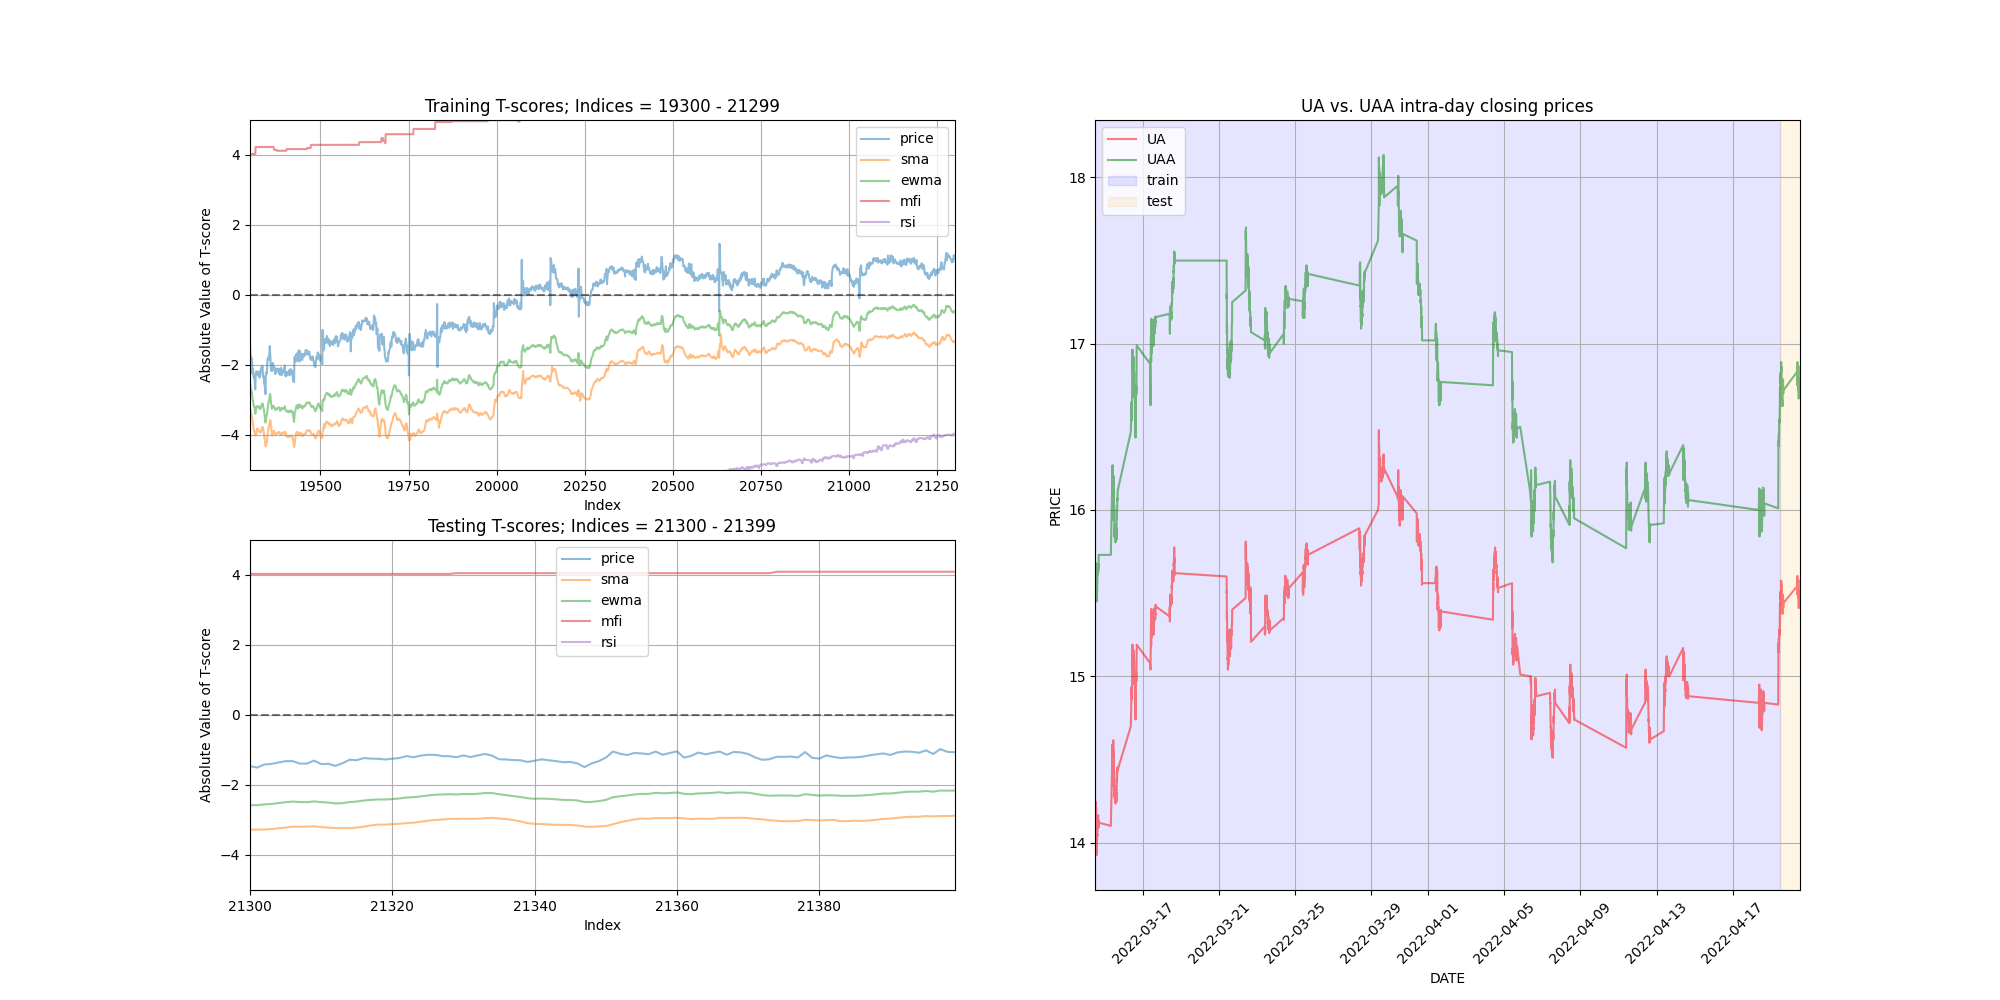 Training T-scores; Indices = 19300 - 21299
Absolute Value of T-score
4
2
0
−2
−4
price
sma
ewma
mfi
rsi
19500 19750 20000 20250 20500 20750 21000 21250
Index
Testing T-scores; Indices = 21300 - 21399
Absolute Value of T-score
4
2
0
−2
−4
price
sma
ewma
mfi
rsi
21300 21320 21340 21360 21380
Index
UA vs. UAA intra-day closing prices
PRICE
18
17
16
15
14
UA
UAA
train
test
2022-03-17 2022-03-21 2022-03-25 2022-03-29 2022-04-01 2022-04-05 2022-04-09 2022-04-13 2022-04-17
DATE